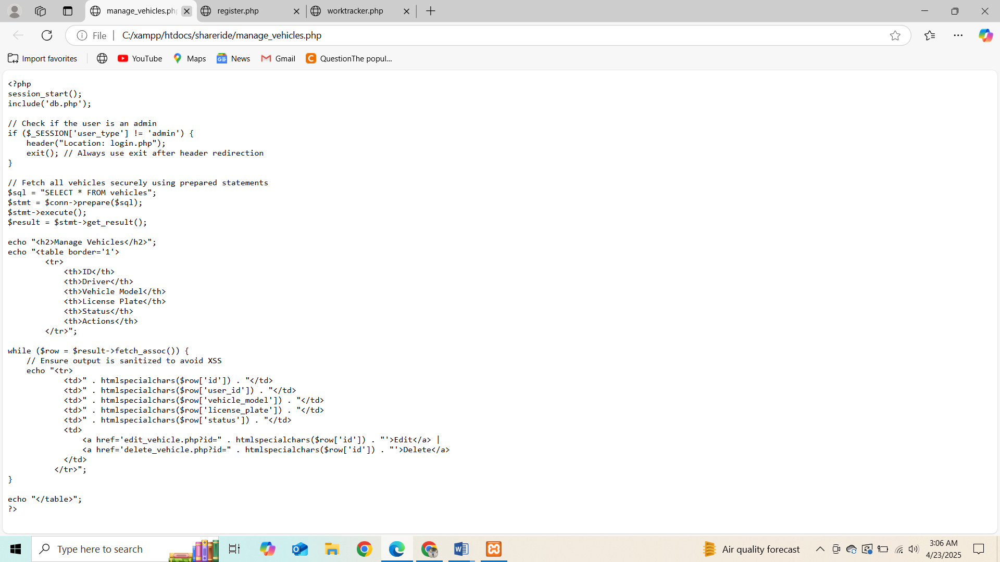 manage_vehicles.php
register.php
worktracker.php
File
C:/xampp/htdocs/shareride/manage_vehicles.php
Import favorites
YouTube
Maps
News
Gmail
QuestionThe popul...
<?php
session_start();
include('db.php');
// Check if the user is an admin
if ($_SESSION['user_type'] != 'admin') {
    header("Location: login.php");
    exit(); // Always use exit after header redirection
}
// Fetch all vehicles securely using prepared statements
$sql = "SELECT * FROM vehicles";
$stmt = $conn->prepare($sql);
$stmt->execute();
$result = $stmt->get_result();
echo "<h2>Manage Vehicles</h2>";
echo "<table border='1'>
        <tr>
            <th>ID</th>
            <th>Driver</th>
            <th>Vehicle Model</th>
            <th>License Plate</th>
            <th>Status</th>
            <th>Actions</th>
        </tr>";
while ($row = $result->fetch_assoc()) {
    // Ensure output is sanitized to avoid XSS
    echo "<tr>
            <td>" . htmlspecialchars($row['id']) . "</td>
            <td>" . htmlspecialchars($row['user_id']) . "</td>
            <td>" . htmlspecialchars($row['vehicle_model']) . "</td>
            <td>" . htmlspecialchars($row['license_plate']) . "</td>
            <td>" . htmlspecialchars($row['status']) . "</td>
            <td>
                <a href='edit_vehicle.php?id=" . htmlspecialchars($row['id']) . "'>Edit</a> |
                <a href='delete_vehicle.php?id=" . htmlspecialchars($row['id']) . "'>Delete</a>
            </td>
          </tr>";
}
echo "</table>";
?>
Type here to search
Air quality forecast
3:06 AM
4/23/2025